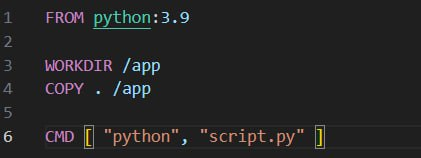 1 FROM python:3.9
2
3 WORKDIR /app
4 COPY . /app
5
6 CMD [ "python", "script.py" ]